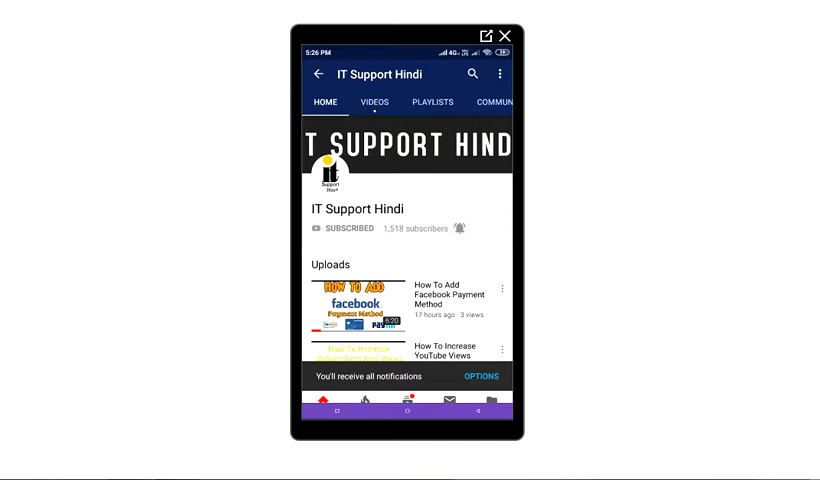 5:26 PM
4G+ Vo LTE
IT Support Hindi
HOME VIDEOS PLAYLISTS COMMUN
T SUPPORT HIND
it
Support
IT Support Hindi
SUBSCRIBED 1,518 subscribers
Uploads
HOW TO ADD
facebook
Payment Method
6:20
How To Add
Facebook Payment
Method
17 hours ago · 3 views
How To Increase
How To Increase
YouTube Views
You'll receive all notifications OPTIONS